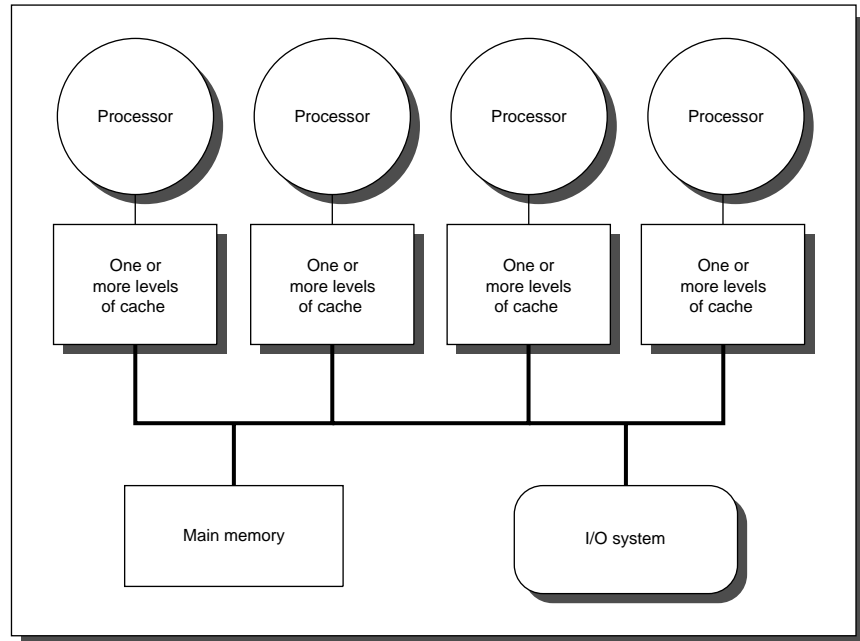 Processor
Processor
Processor
Processor
One or
more levels
of cache
One or
more levels
of cache
One or
more levels
of cache
One or
more levels
of cache
Main memory
I/O system